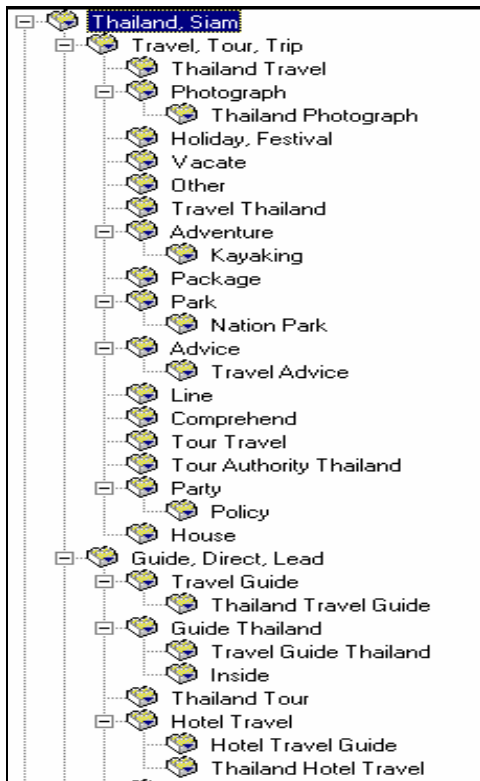 Thailand, Siam
Travel, Tour, Trip
Thailand Travel
Photograph
Thailand Photograph
Holiday, Festival
Vacate
Other
Travel Thailand
Adventure
Kayaking
Package
Park
Nation Park
Advice
Travel Advice
Line
Comprehend
Tour Travel
Tour Authority Thailand
Party
Policy
House
Guide, Direct, Lead
Travel Guide
Thailand Travel Guide
Guide Thailand
Travel Guide Thailand
Inside
Thailand Tour
Hotel Travel
Hotel Travel Guide
Thailand Hotel Travel